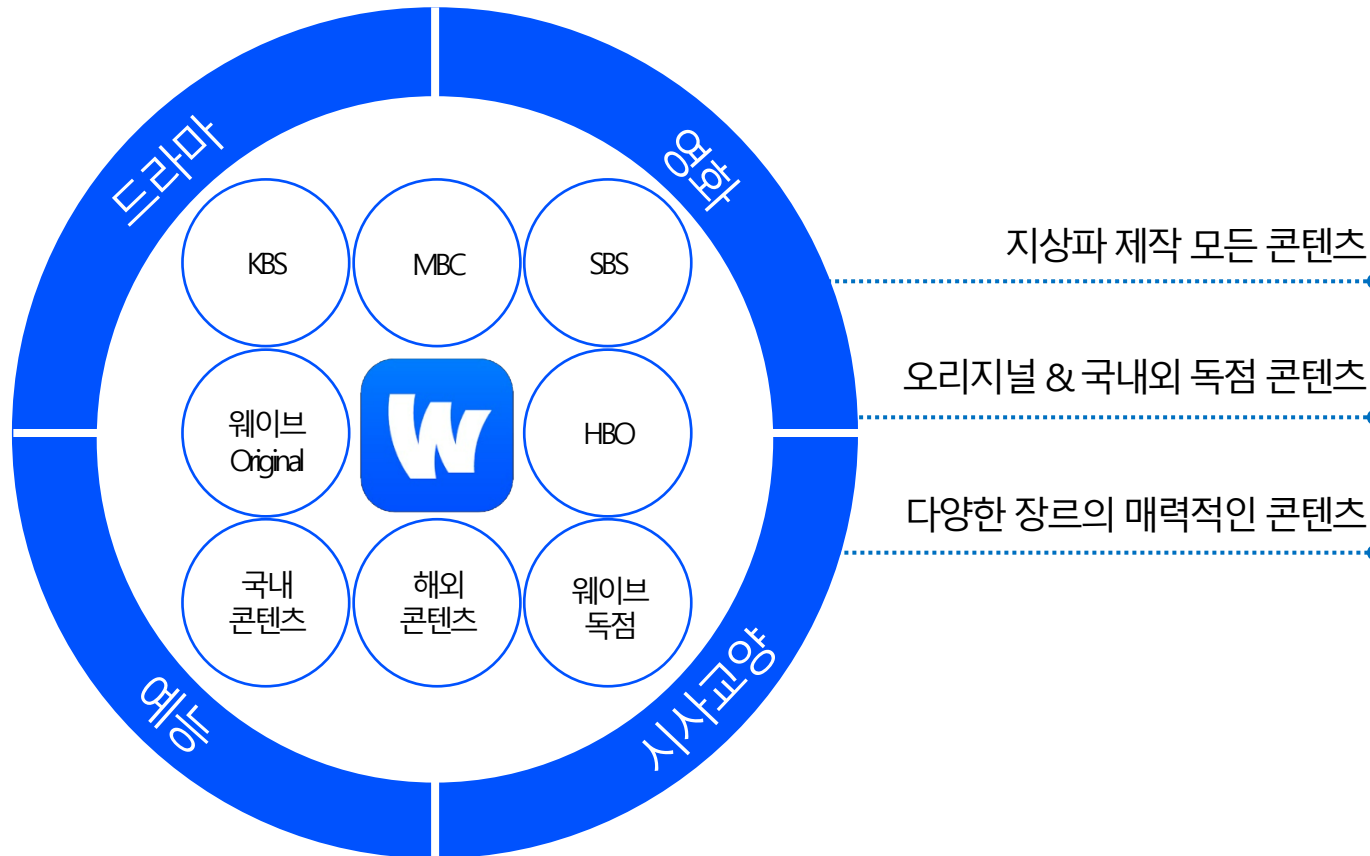 드라마
영화
KBS
MBC
SBS
웨이브
Original
W
HBO
국내
콘텐츠
해외
콘텐츠
웨이브
독점
예능
시사교양
지상파 제작 모든 콘텐츠
오리지널 & 국내외 독점 콘텐츠
다양한 장르의 매력적인 콘텐츠